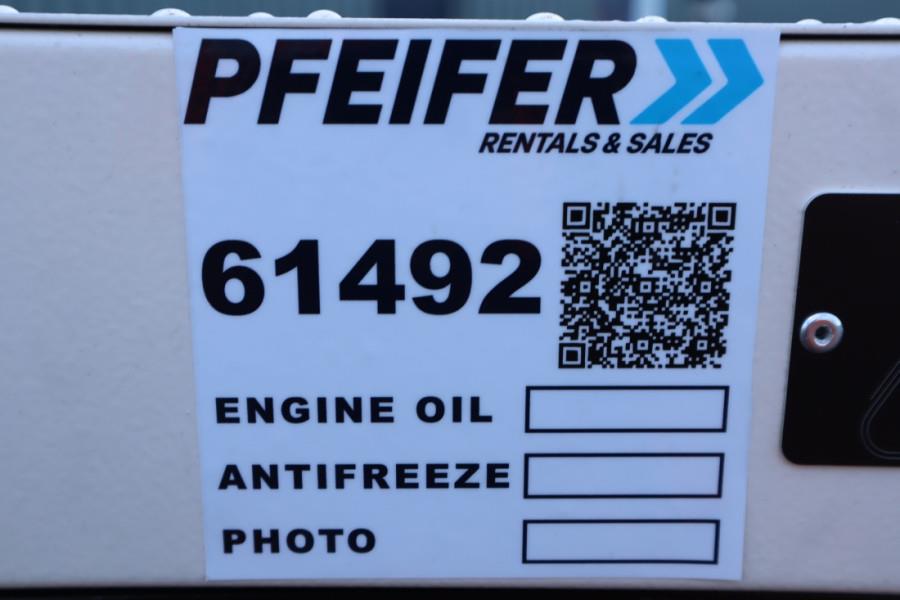 PFEIFER
RENTALS & SALES
61492
ENGINE OIL
ANTIFREEZE
PHOTO